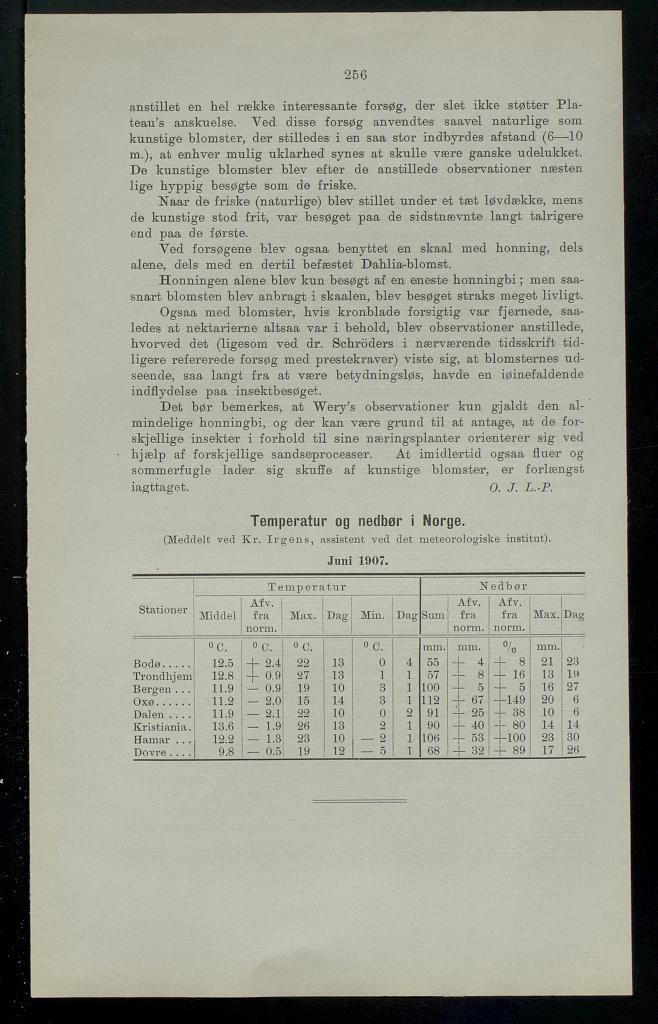 256
anstillet en hel række interessante forsøg, der slet ikke støtter Pla-
teau's anskuelse. Ved disse forsøg anvendtes saavel naturlige som
kunstige blomster, der stilledes i en saa stor indbyrdes afstand (6—10
m.), at enhver mulig uklarhed synes at skulle være ganske udelukket.
De kunstige blomster blev efter de anstillede observationer næsten
lige hyppig besøgte som de friske.
Naar de friske (naturlige) blev stillet under et tæt løvdække, mens
de kunstige stod frit, var besøget paa de sidstnævnte langt talrigere
end paa de første.
Ved forsøgene blev ogsaa benyttet en skaal med honning, dels
alene, dels med en dertil befæstet Dahlia-blomst.
Honningen alene blev kun besøgt af en eneste honningbi; men saa-
snart blomsten blev anbragt i skaalen, blev besøget straks meget livligt.
Ogsaa med blomster, hvis kronblade forsigtig var fjernede, saa-
ledes at nektarierne altsaa var i behold, blev observationer anstillede,
hvorved det (ligesom ved dr. Schröders i nærværende tidsskrift tid-
ligere refererede forsøg med prestekraver) viste sig, at blomsternes ud-
seende, saa langt fra at være betydningsløs, havde en iøinefaldende
indflydelse paa insektbesøget.
Det bør bemerkes, at Wery's observationer kun gjaldt den al-
mindelige honningbi, og der kan være grund til at antage, at de for-
skjellige insekter i forhold til sine næringsplanter orienterer sig ved
hjælp af forskjellige sandseprocesser. At imidlertid ogsaa fluer og
sommerfugle lader sig skuffe af kunstige blomster, er forlængst
iagttaget. O. J. L.-P.
Temperatur og nedbør i Norge.
(Meddelt ved Kr. Irgens, assistent ved det meteorologiske institut).
Juni 1907.
Stationer Temperatur Nedbør
Middel Afv. fra norm. Max. Dag Min. Dag Sum Afv. fra norm. Afv. fra norm. Max. Dag
° C. ° C. ° C. ° C. mm. mm. % mm.
Bodø..... 12.5 + 2.4 22 13 0 4 55 + 4 + 8 21 23
Trondhjem 12.8 + 0.9 27 13 1 1 57 + 8 + 16 13 19
Bergen ... 11.9 — 0.9 19 10 3 1 100 + 5 + 5 16 27
Oxø...... 11.2 — 2.0 15 14 3 1 112 + 67 +149 20 6
Dalen .... 11.9 — 2.1 22 10 0 2 91 + 25 + 38 10 6
Kristiania. 13.6 — 1.9 26 13 2 1 90 + 40 + 80 14 14
Hamar ... 12.2 — 1.3 23 10 — 2 1 106 + 53 +100 23 30
Dovre.... 9.8 — 0.5 19 12 — 5 1 68 + 32 + 89 17 26